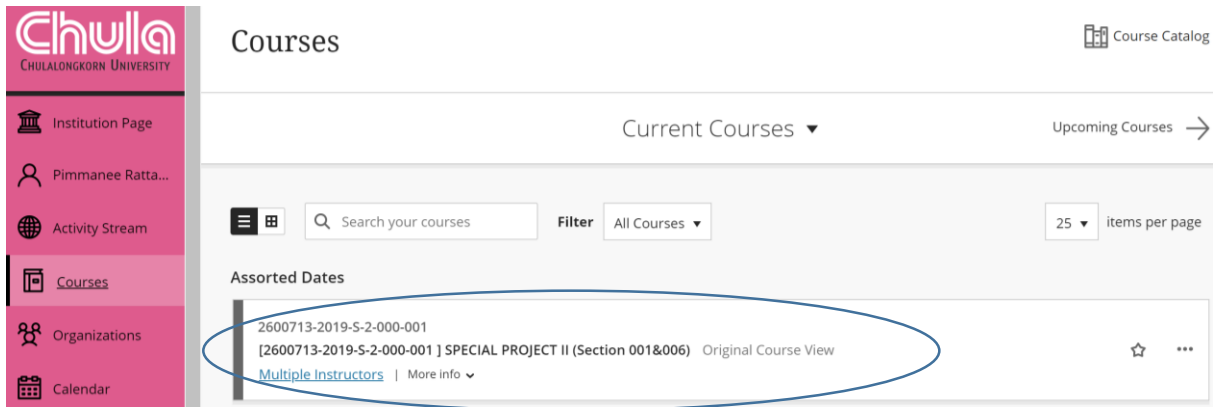 Chula
CHULALONGKORN UNIVERSITY
Institution Page
Pimmanee Ratta...
Activity Stream
Courses
Organizations
Calendar
Courses
Course Catalog
Current Courses
Upcoming Courses
Search your courses
Filter
All Courses
25
items per page
Assorted Dates
2600713-2019-S-2-000-001
[2600713-2019-S-2-000-001 ] SPECIAL PROJECT II (Section 001&006) Original Course View
Multiple Instructors | More info